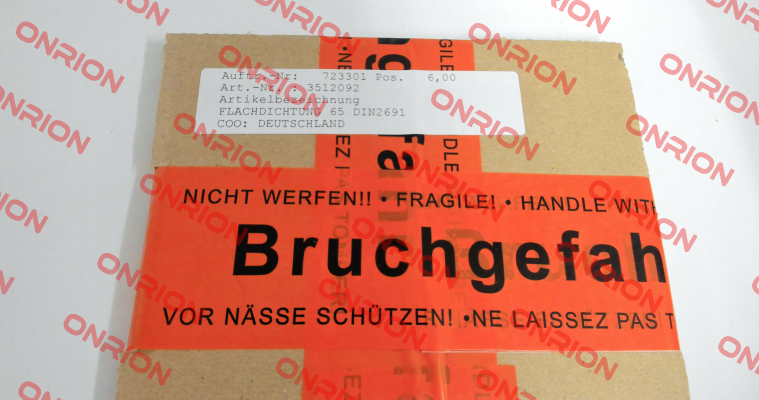 Auftr.-Nr: 723301 Pos. 6,00
Art.-Nr. : 3512092
Artikelbezeichnung
FLACHDICHTUNG 65 DIN2691
COO: DEUTSCHLAND
NICHT WERFEN!! • FRAGILE! • HANDLE WITH
Bruchgefah
VOR NÄSSE SCHÜTZEN! •NE LAISSEZ PAS T
ONRION